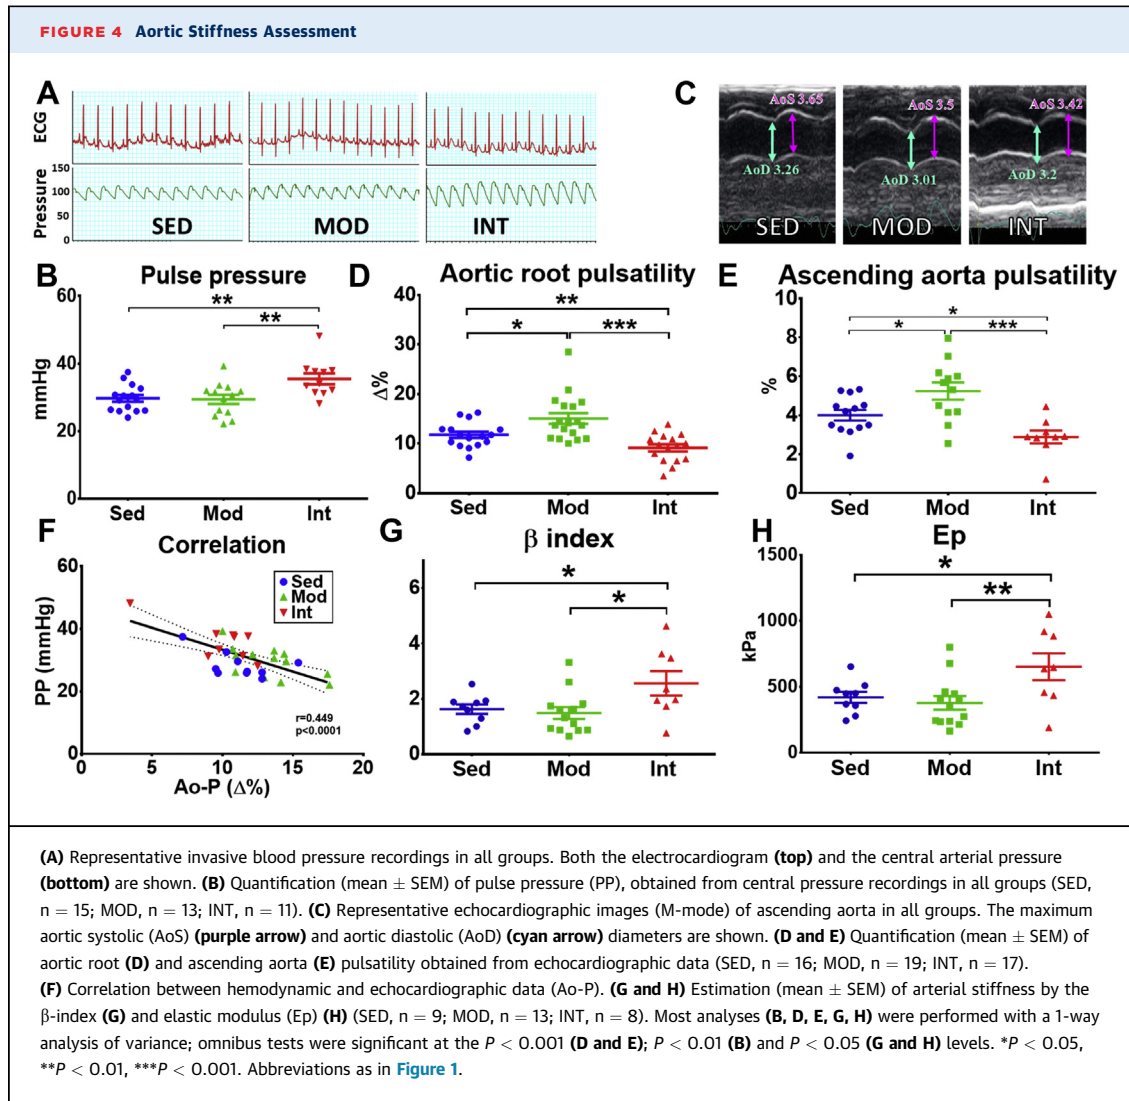 FIGURE 4 Aortic Stiffness Assessment
A
ECG
Pressure
150
100
50
0
SED
MOD
INT
C
AoS 3.65
AoD 3.26
SED
AoS 3.5
AoD 3.01
MOD
AoS 3.42
AoD 3.2
INT
B
Pulse pressure
mmHg
60
40
20
0
**
**
Sed Mod Int
D
Aortic root pulsatility
Δ%
40
30
20
10
0
**
* ***
Sed Mod Int
E
Ascending aorta pulsatility
%
10
8
6
4
2
0
*
* ***
Sed Mod Int
F
Correlation
PP (mmHg)
60
40
20
0
Sed
Mod
Int
r=0.449
p<0.0001
0 5 10 15 20
Ao-P (Δ%)
G
β index
6
4
2
0
*
*
Sed Mod Int
H
Ep
kPa
1500
1000
500
0
*
**
Sed Mod Int
(A) Representative invasive blood pressure recordings in all groups. Both the electrocardiogram (top) and the central arterial pressure
(bottom) are shown. (B) Quantification (mean ± SEM) of pulse pressure (PP), obtained from central pressure recordings in all groups (SED,
n = 15; MOD, n = 13; INT, n = 11). (C) Representative echocardiographic images (M-mode) of ascending aorta in all groups. The maximum
aortic systolic (AoS) (purple arrow) and aortic diastolic (AoD) (cyan arrow) diameters are shown. (D and E) Quantification (mean ± SEM) of
aortic root (D) and ascending aorta (E) pulsatility obtained from echocardiographic data (SED, n = 16; MOD, n = 19; INT, n = 17).
(F) Correlation between hemodynamic and echocardiographic data (Ao-P). (G and H) Estimation (mean ± SEM) of arterial stiffness by the
β-index (G) and elastic modulus (Ep) (H) (SED, n = 9; MOD, n = 13; INT, n = 8). Most analyses (B, D, E, G, H) were performed with a 1-way
analysis of variance; omnibus tests were significant at the P < 0.001 (D and E); P < 0.01 (B) and P < 0.05 (G and H) levels. *P < 0.05,
**P < 0.01, ***P < 0.001. Abbreviations as in Figure 1.